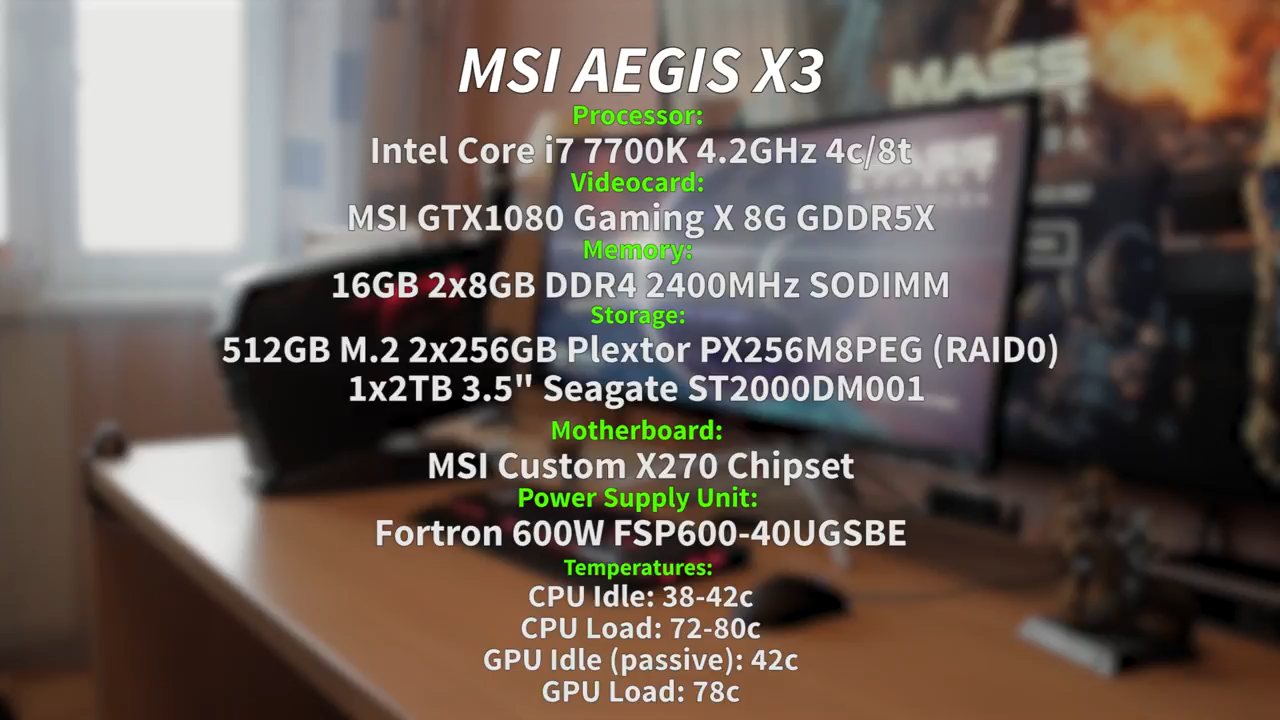 MSI AEGIS X3
Processor:
Intel Core i7 7700K 4.2GHz 4c/8t
Videocard:
MSI GTX1080 Gaming X 8G GDDR5X
Memory:
16GB 2x8GB DDR4 2400MHz SODIMM
Storage:
512GB M.2 2x256GB Plextor PX256M8PEG (RAID0)
1x2TB 3.5" Seagate ST2000DM001
Motherboard:
MSI Custom X270 Chipset
Power Supply Unit:
Fortron 600W FSP600-40UGSBE
Temperatures:
CPU Idle: 38-42c
CPU Load: 72-80c
GPU Idle (passive): 42c
GPU Load: 78c
MASS